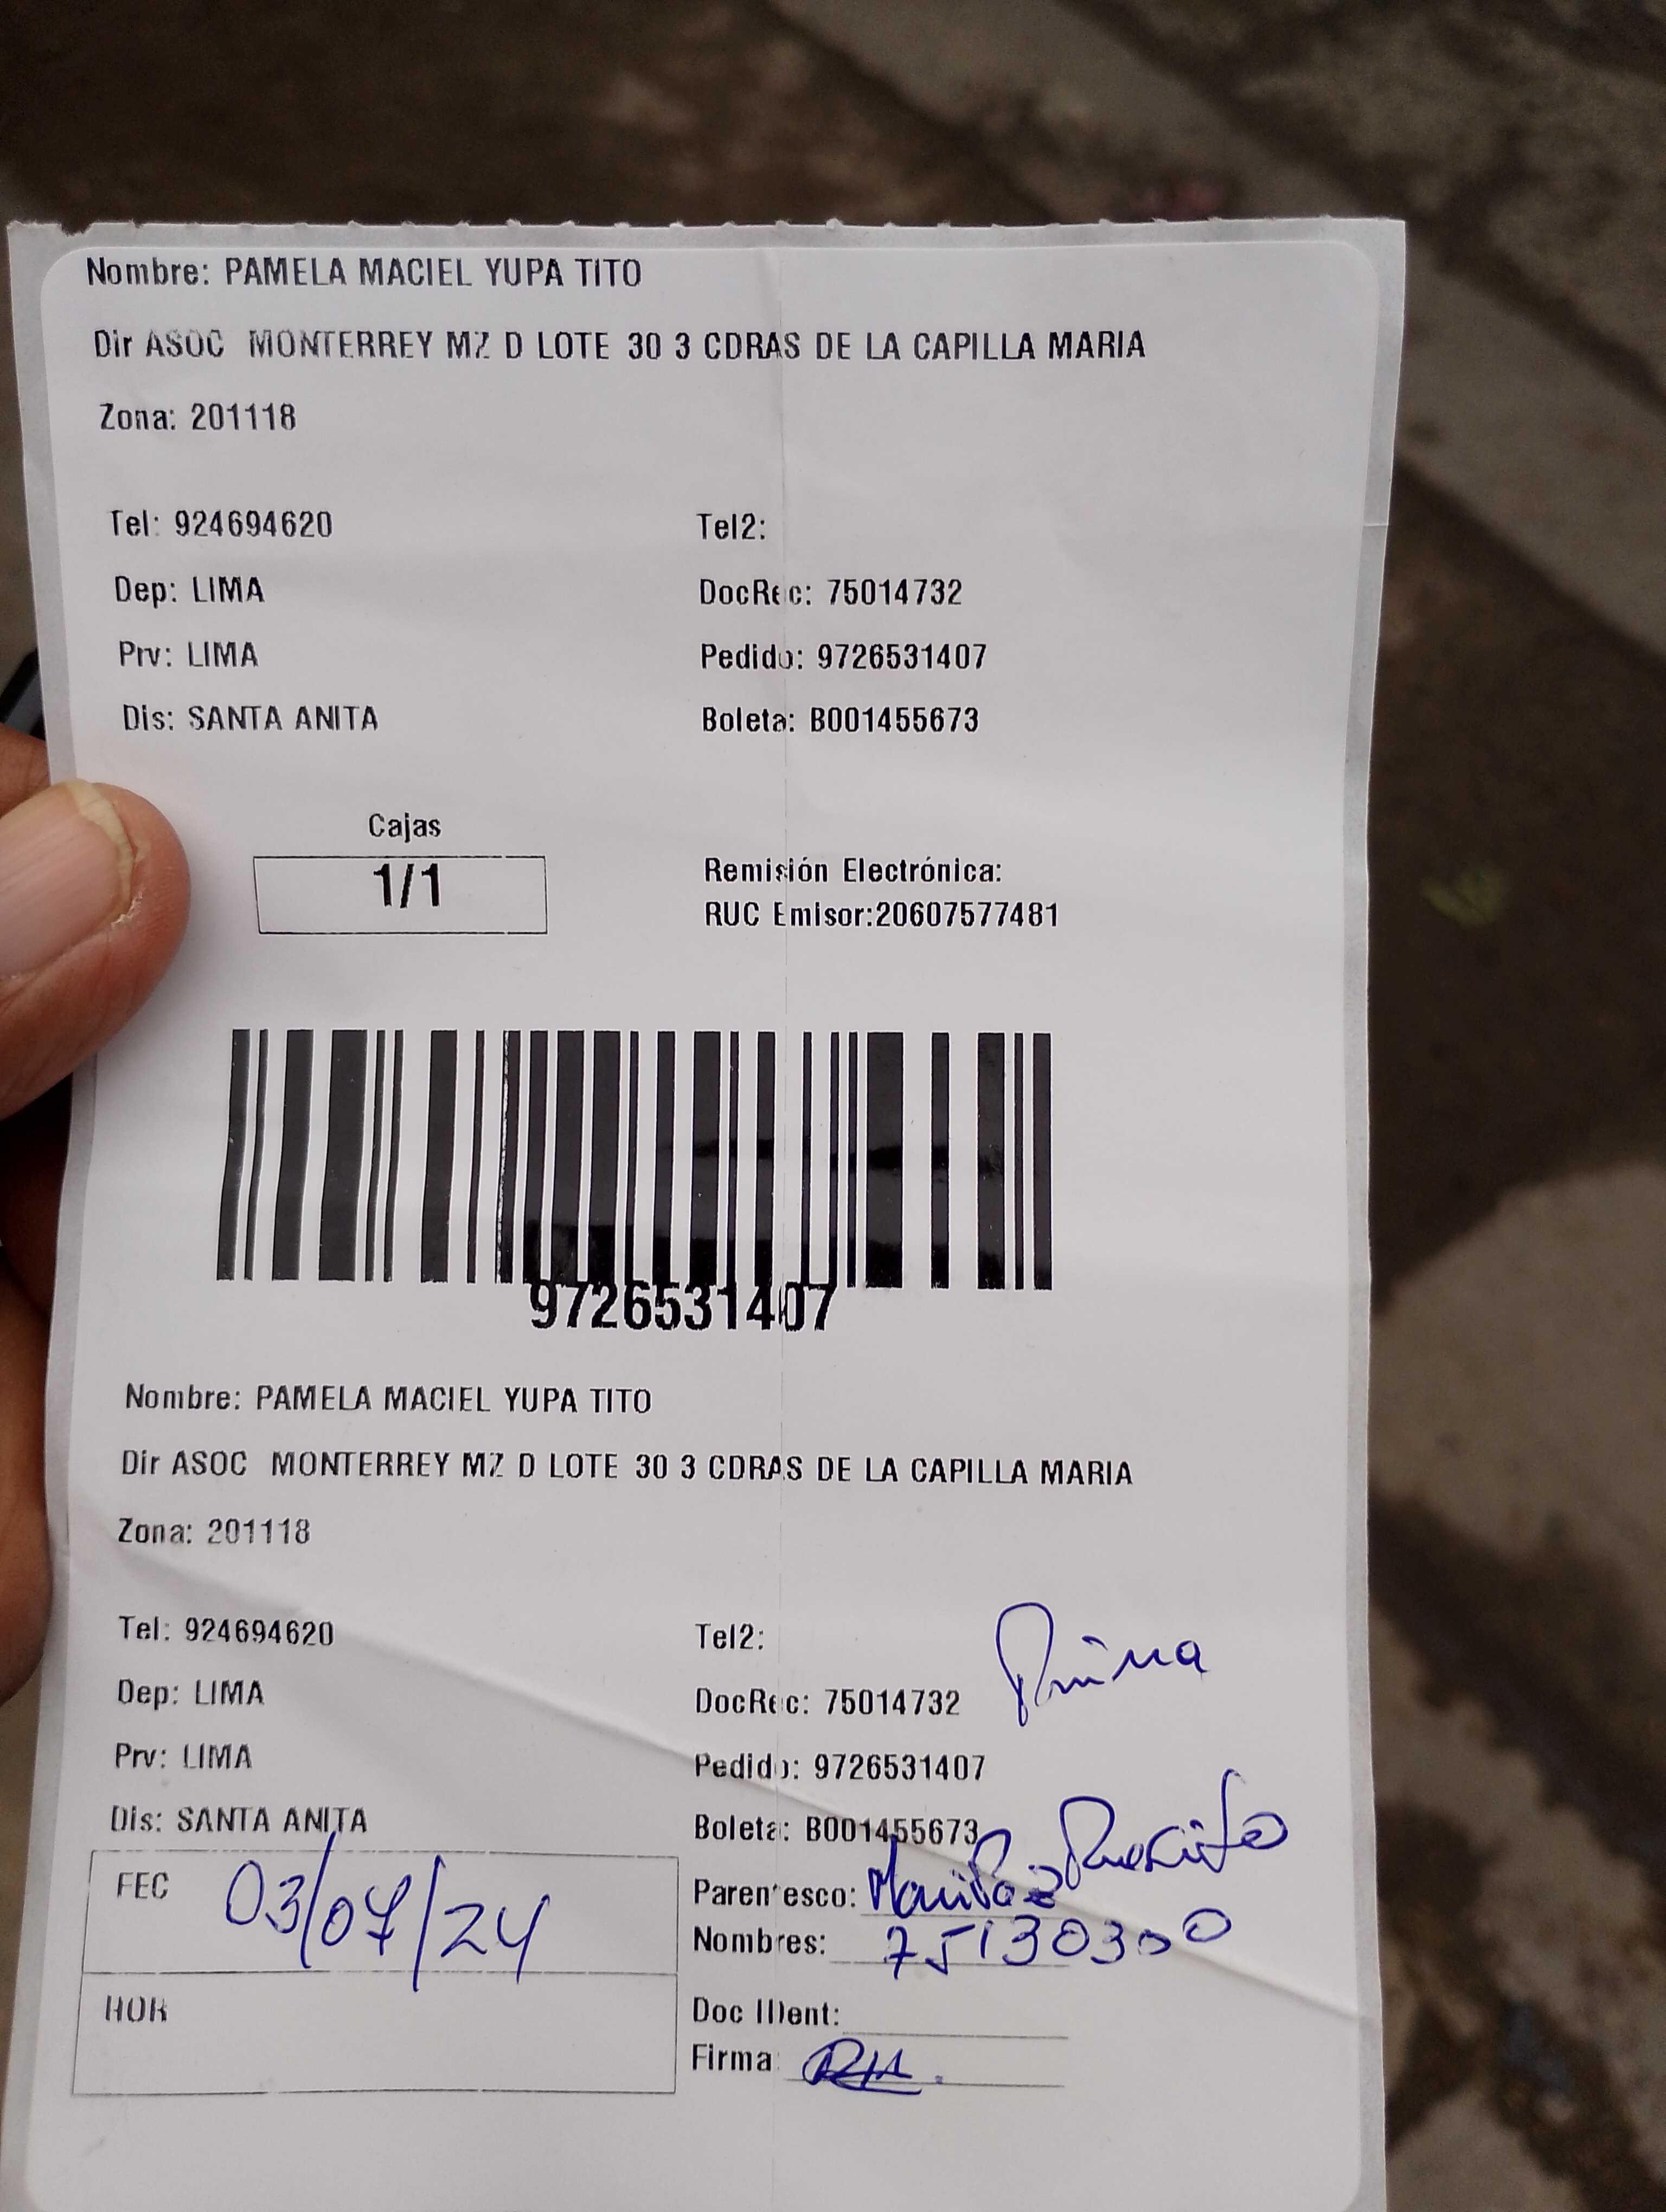 Nombre: PAMELA MACIEL YUPA TITO
Dir ASOC MONTERREY MZ D LOTE 30 3 CDRAS DE LA CAPILLA MARIA
Zona: 201118
Tel: 924694620 Tel2:
Dep: LIMA DocRec: 75014732
Prv: LIMA Pedido: 9726531407
Dis: SANTA ANITA Boleta: B001455673
Cajas
1/1
Remisión Electrónica:
RUC Emisor:20607577481
9726531407
Nombre: PAMELA MACIEL YUPA TITO
Dir ASOC MONTERREY MZ D LOTE 30 3 CDRAS DE LA CAPILLA MARIA
Zona: 201118
Tel: 924694620 Tel2:
Dep: LIMA DocRec: 75014732
Prv: LIMA Pedido: 9726531407
Dis: SANTA ANITA Boleta: B001455673
FEC 03/07/24
Parentesco:
Nombres: 75130300
HOR
Doc Ident:
Firma: